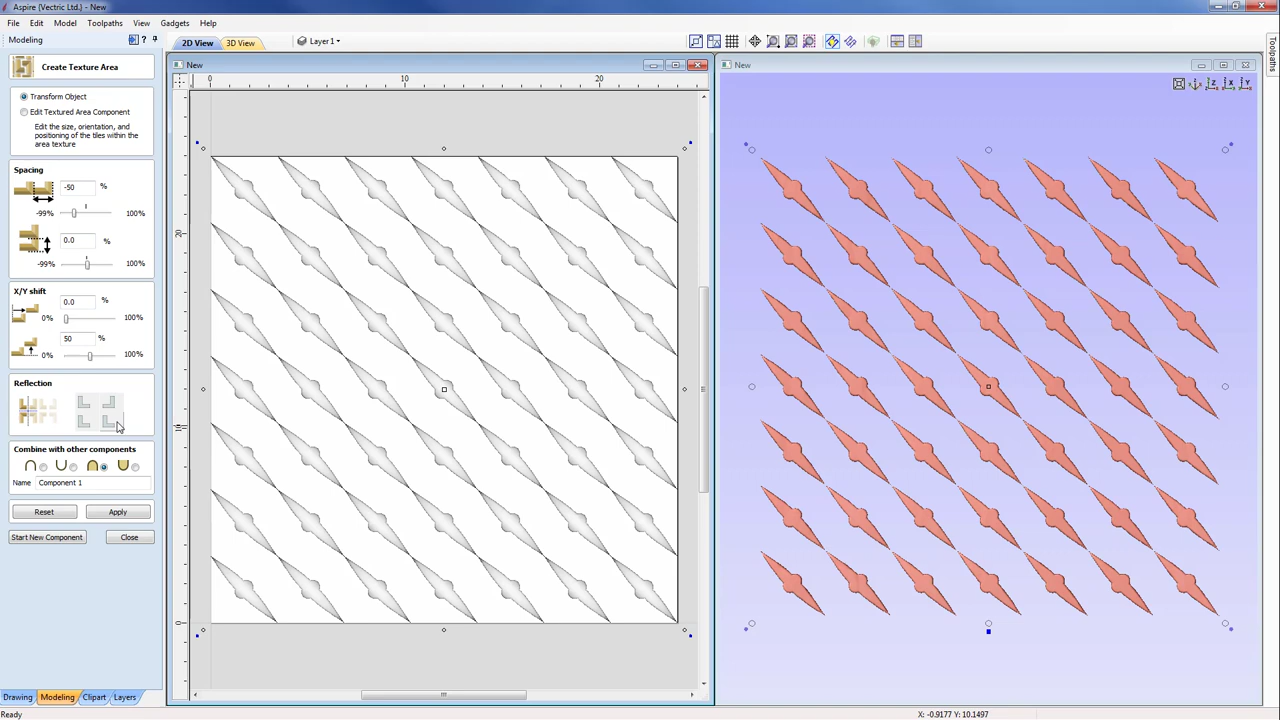 Aspire (Vectric Ltd.) - New
File Edit Model Toolpaths View Gadgets Help
Modeling
2D View 3D View
Layer1
Toolpaths
Create Texture Area
New
New
0 10 20
Transform Object
Edit Textured Area Component
Edit the size, orientation, and
positioning of the tiles within the
area texture
Spacing
-50 %
-99% 100%
0.0 %
-99% 100%
X/Y shift
0.0 %
0% 100%
50 %
0% 100%
Reflection
Combine with other components
Name Component 1
Reset Apply
Start New Component Close
20
10
0
X Y Z
Drawing Modeling Clipart Layers
Ready
X: -0.9177 Y: 10.1497